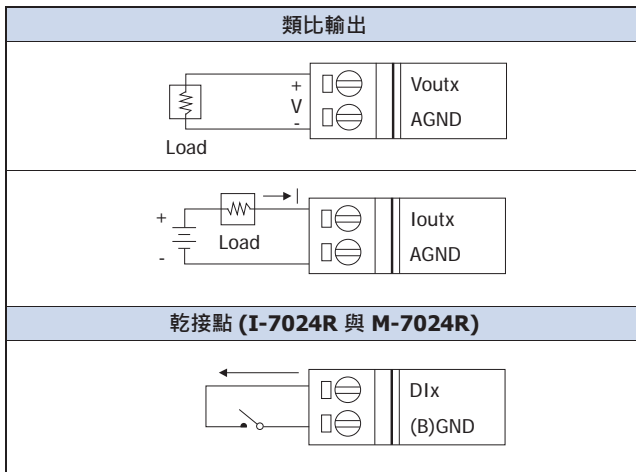 類比輸出
+
V
-
Load
Voutx
AGND
+
-
Load
I
Ioutx
AGND
乾接點 (I-7024R 與 M-7024R)
DIx
(B)GND